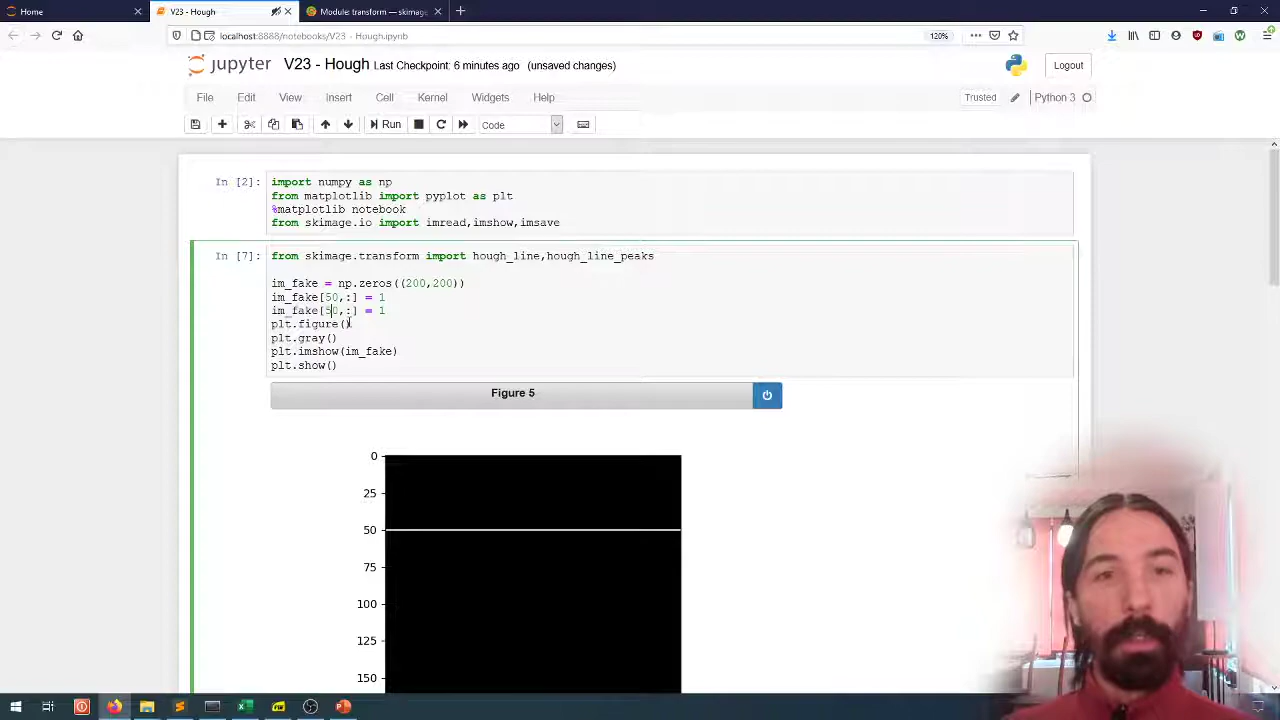 Home
V23 - Hough
Module: transform — skimage
localhost:8888/notebooks/V23 - Hough.ipynb
120%
jupyter V23 - Hough Last Checkpoint: 6 minutes ago (unsaved changes)
Logout
File Edit View Insert Cell Kernel Widgets Help
Trusted
Python 3
Run
Code
In [2]:
import numpy as np
from matplotlib import pyplot as plt
%matplotlib notebook
from skimage.io import imread,imshow,imsave
In [7]:
from skimage.transform import hough_line,hough_line_peaks
im_fake = np.zeros((200,200))
im_fake[50,:] = 1
im_fake[50,:] = 1
plt.figure()
plt.gray()
plt.imshow(im_fake)
plt.show()
Figure 5
0
25
50
75
100
125
150